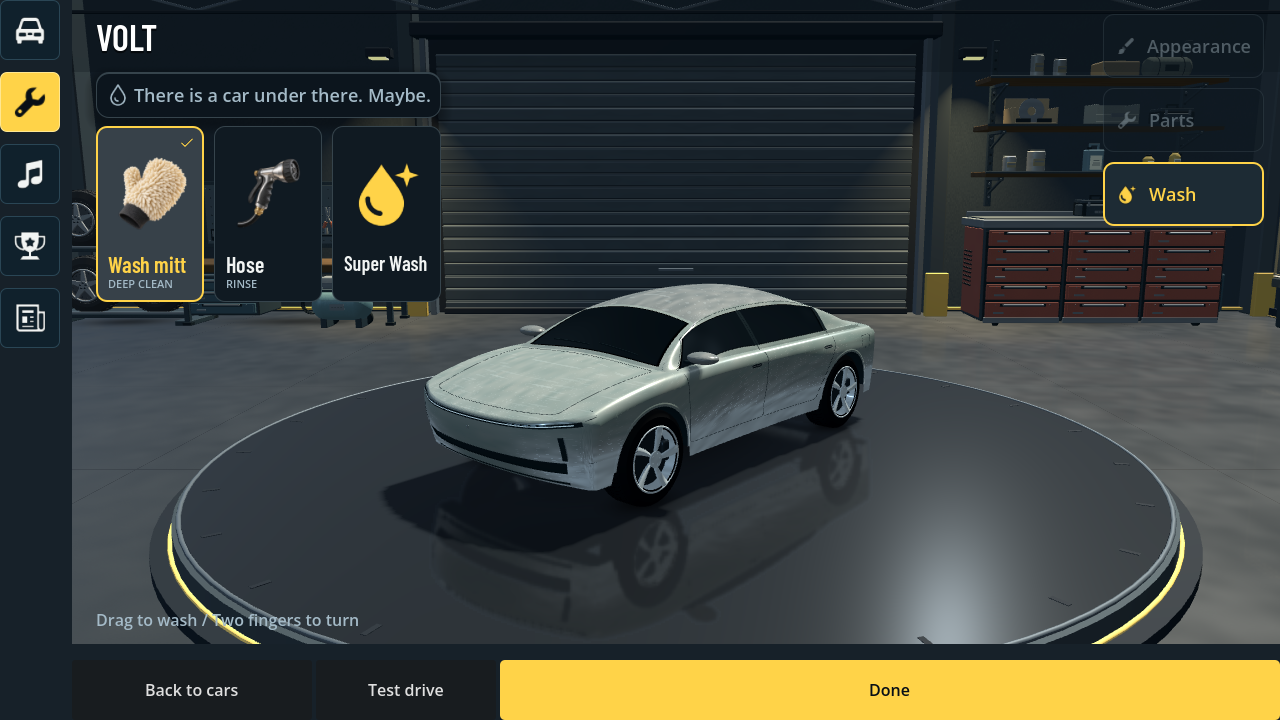 VOLT
There is a car under there. Maybe.
Wash mitt
DEEP CLEAN
Hose
RINSE
Super Wash
Appearance
Parts
Wash
Drag to wash / Two fingers to turn
Back to cars
Test drive
Done